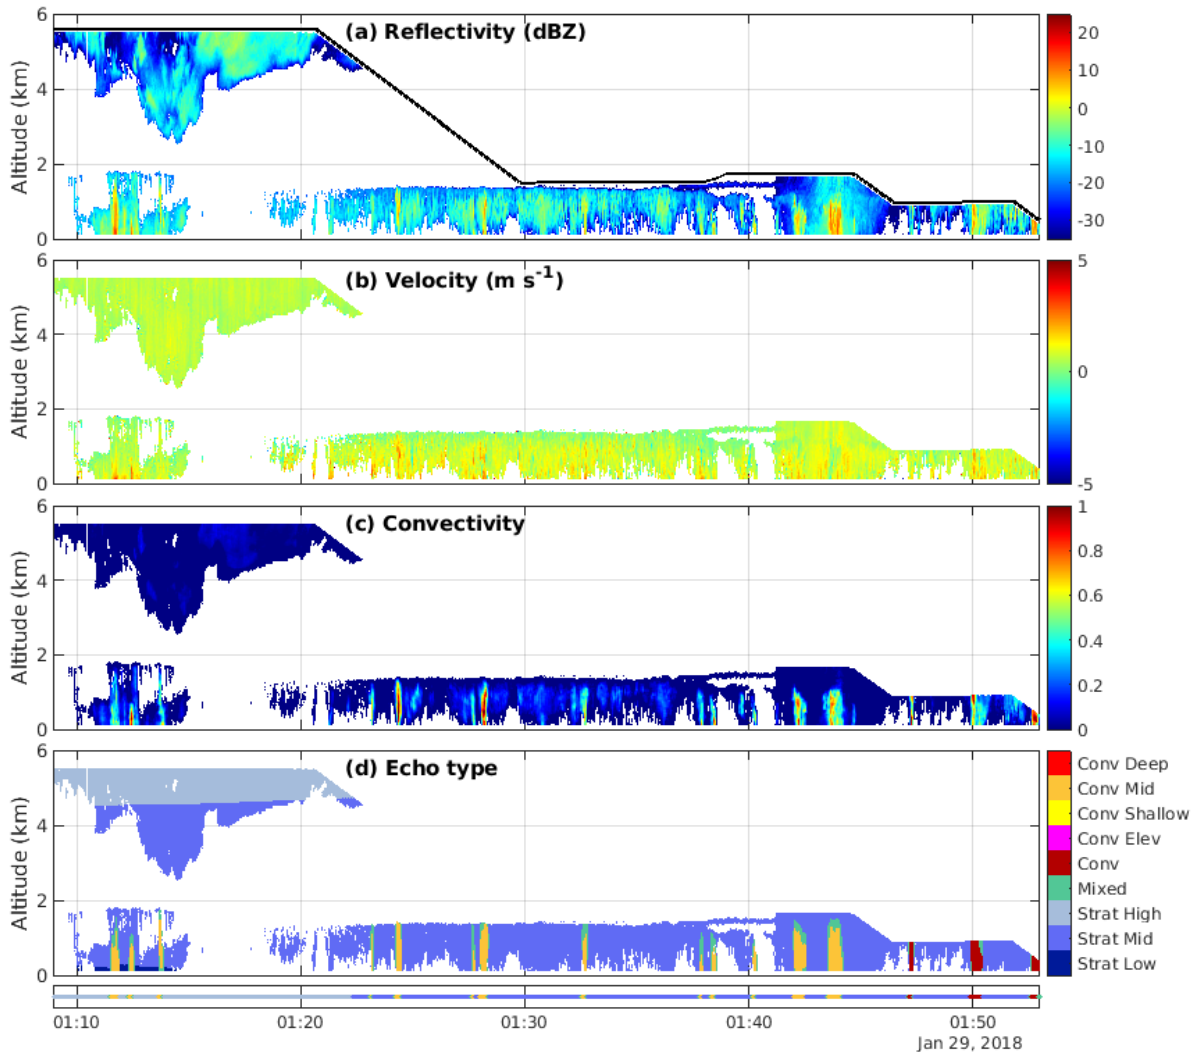 (a) Reflectivity (dBZ)
Altitude (km)
6
4
2
0
20
10
0
-10
-20
-30
(b) Velocity (m s-1)
Altitude (km)
6
4
2
0
5
0
-5
(c) Convectivity
Altitude (km)
6
4
2
0
1
0.8
0.6
0.4
0.2
0
(d) Echo type
Altitude (km)
6
4
2
0
Conv Deep
Conv Mid
Conv Shallow
Conv Elev
Conv
Mixed
Strat High
Strat Mid
Strat Low
01:10 01:20 01:30 01:40 01:50
Jan 29, 2018